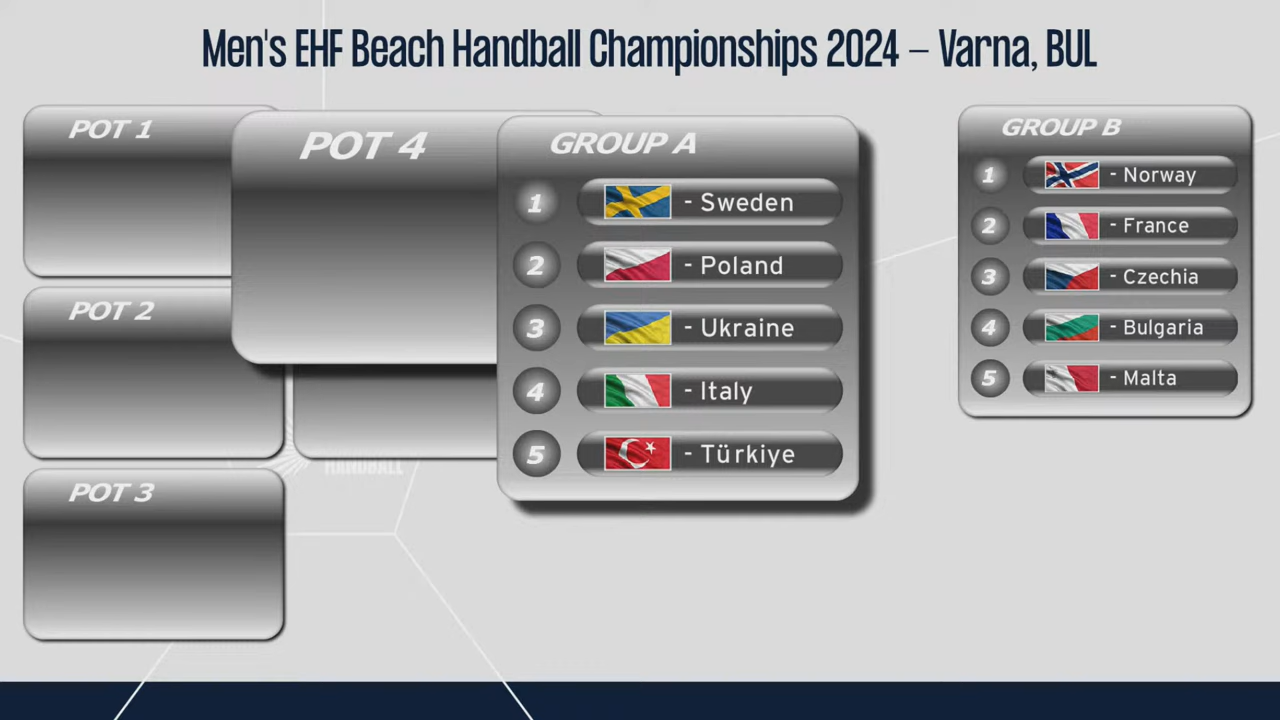 Men's EHF Beach Handball Championships 2024 – Varna, BUL
POT 1
POT 2
POT 3
POT 4
HANDBALL
GROUP A
1 - Sweden
2 - Poland
3 - Ukraine
4 - Italy
5 - Türkiye
GROUP B
1 - Norway
2 - France
3 - Czechia
4 - Bulgaria
5 - Malta